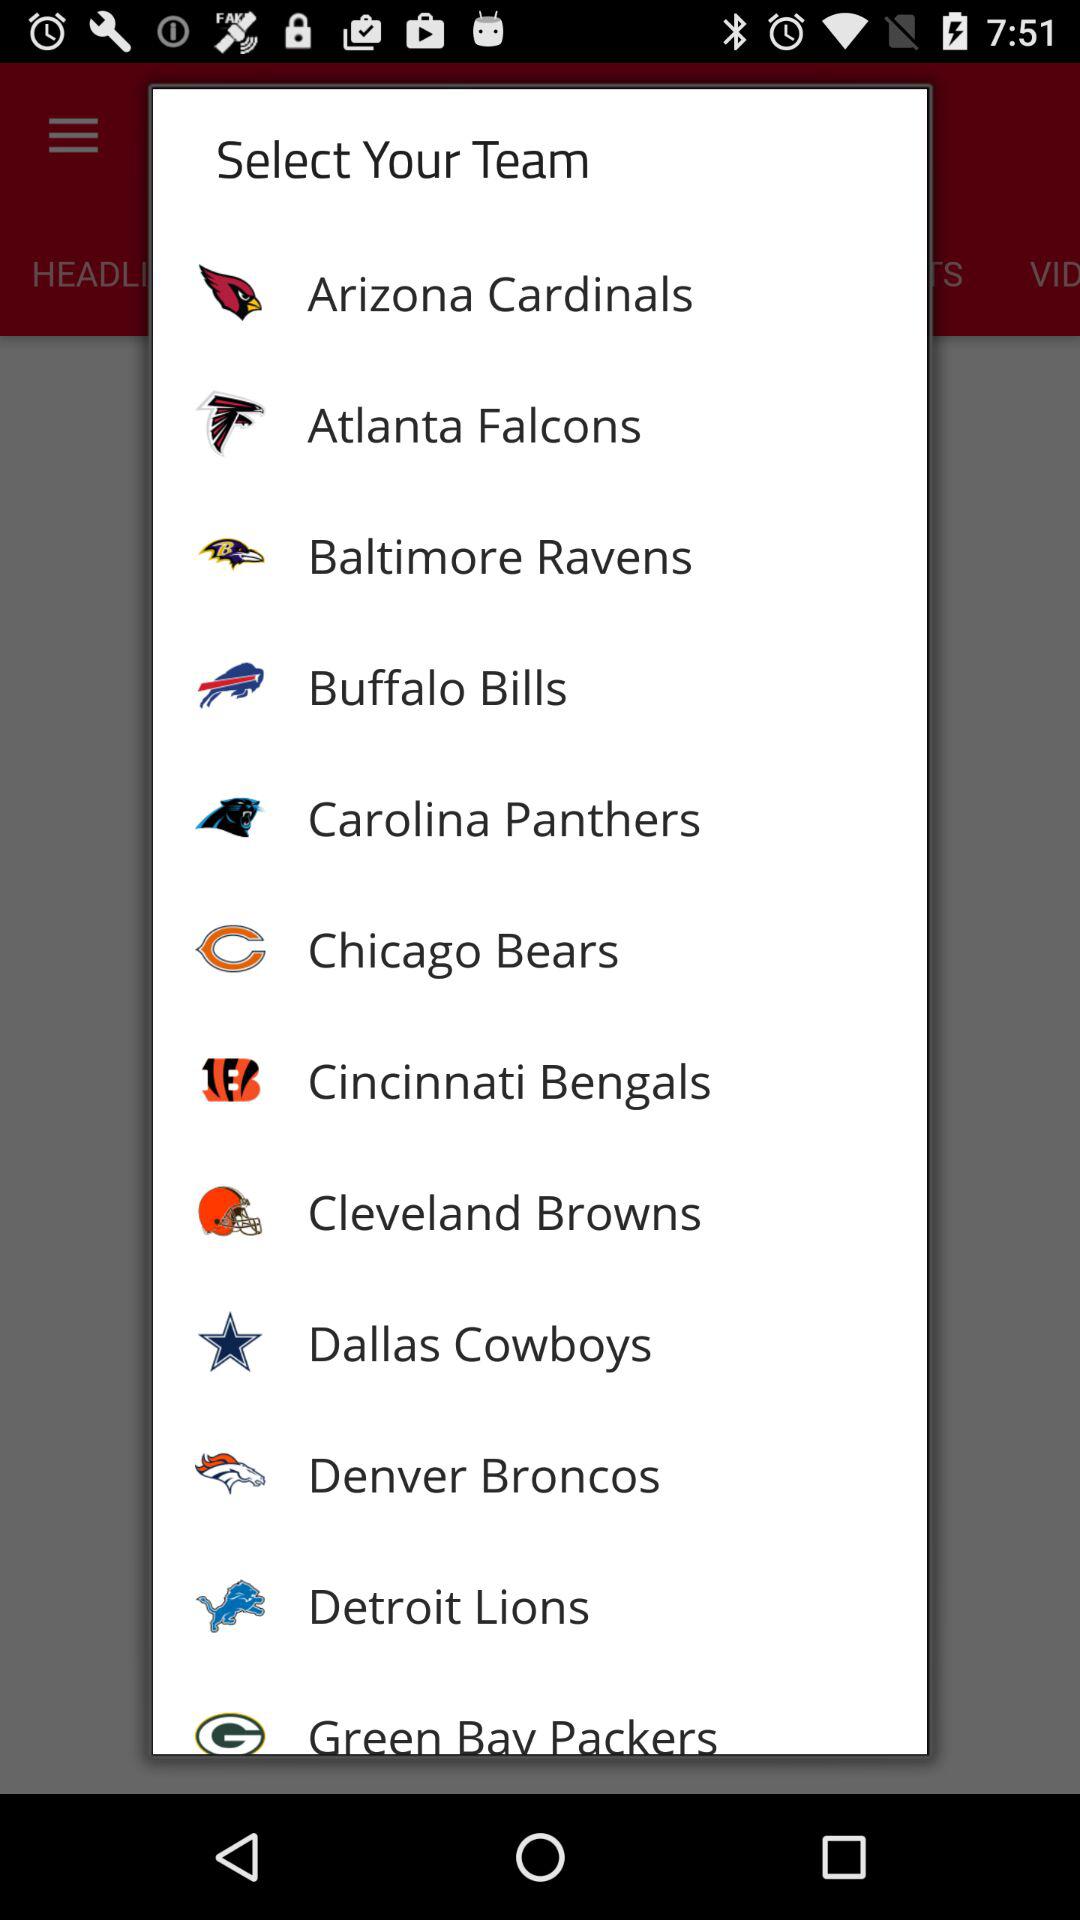 FAKE
7:51
Select Your Team
HEADLI
TS
VID
Arizona Cardinals
Atlanta Falcons
Baltimore Ravens
Buffalo Bills
Carolina Panthers
Chicago Bears
Cincinnati Bengals
Cleveland Browns
Dallas Cowboys
Denver Broncos
Detroit Lions
Green Bay Packers